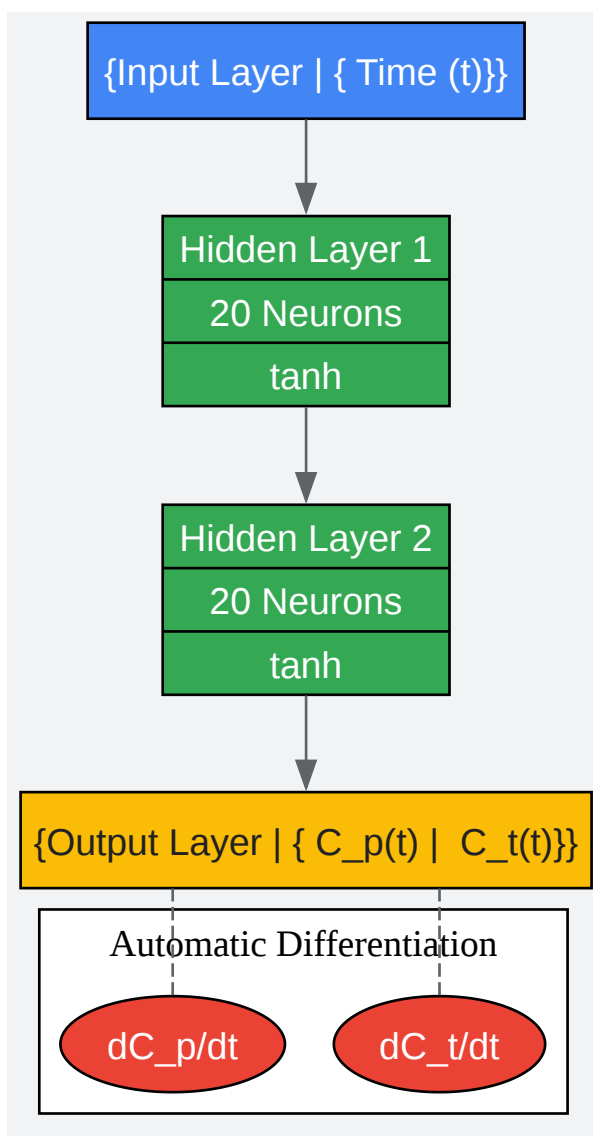 {Input Layer | { Time (t)}}
Hidden Layer 1
20 Neurons
tanh
Hidden Layer 2
20 Neurons
tanh
{Output Layer | { C_p(t) |  C_t(t)}}
Automatic Differentiation
dC_p/dt
dC_t/dt